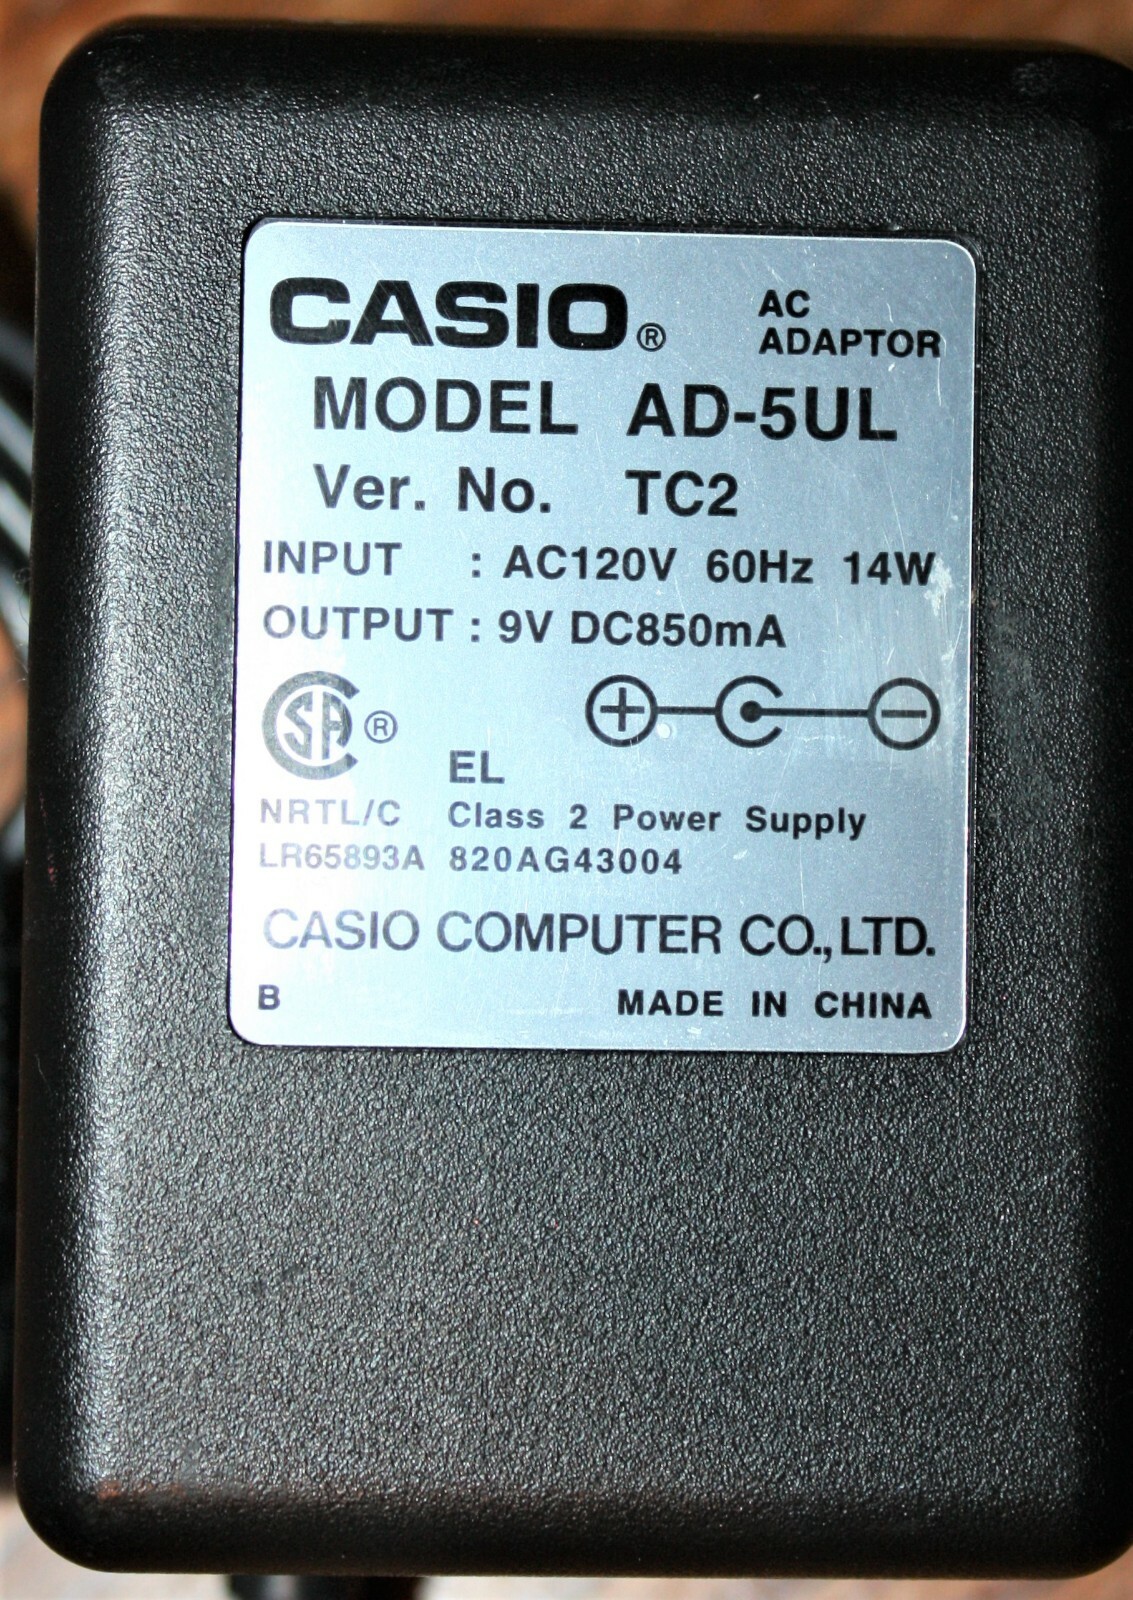 CASIO® AC ADAPTOR
MODEL AD-5UL
Ver. No. TC2
INPUT : AC120V 60Hz 14W
OUTPUT : 9V DC850mA
SA ® + −
EL
NRTL/C Class 2 Power Supply
LR65893A 820AG43004
CASIO COMPUTER CO., LTD.
B MADE IN CHINA